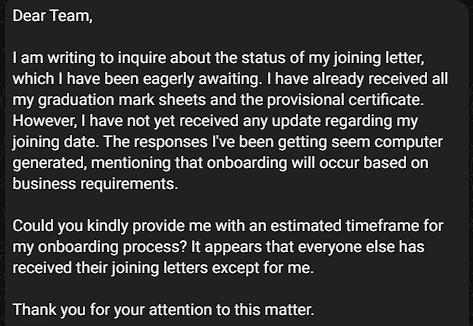 Dear Team,
I am writing to inquire about the status of my joining letter,
which I have been eagerly awaiting. I have already received all
my graduation mark sheets and the provisional certificate.
However, I have not yet received any update regarding my
joining date. The responses I've been getting seem computer
generated, mentioning that onboarding will occur based on
business requirements.
Could you kindly provide me with an estimated timeframe for
my onboarding process? It appears that everyone else has
received their joining letters except for me.
Thank you for your attention to this matter.